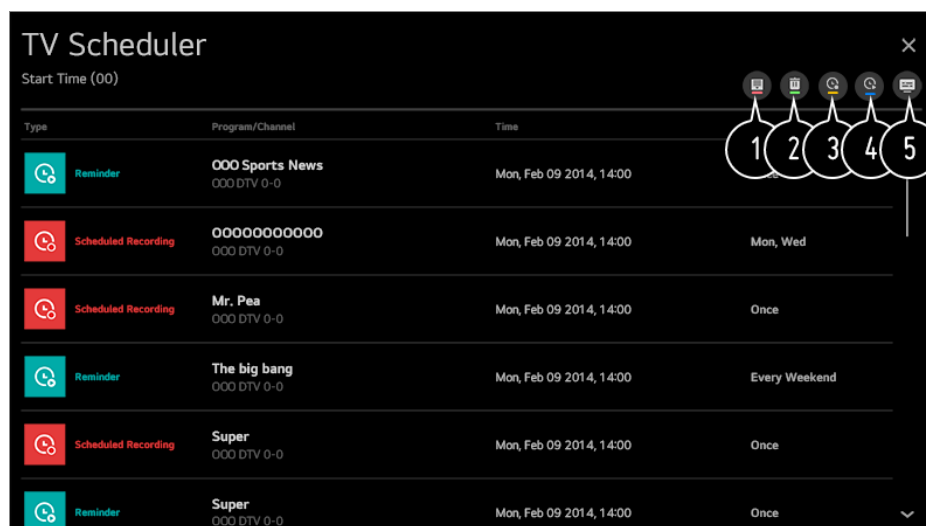 TV Scheduler
Start Time (00)
1 2 3 4 5
Type Program/Channel Time
Reminder OOO Sports News Mon, Feb 09 2014, 14:00
OOO DTV 0-0
Scheduled Recording OOOOOOOOOOO Mon, Feb 09 2014, 14:00 Mon, Wed
OOO DTV 0-0
Scheduled Recording Mr. Pea Mon, Feb 09 2014, 14:00 Once
OOO DTV 0-0
Reminder The big bang Mon, Feb 09 2014, 14:00 Every Weekend
OOO DTV 0-0
Scheduled Recording Super Mon, Feb 09 2014, 14:00 Once
OOO DTV 0-0
Reminder Super Mon, Feb 09 2014, 14:00 Once
OOO DTV 0-0